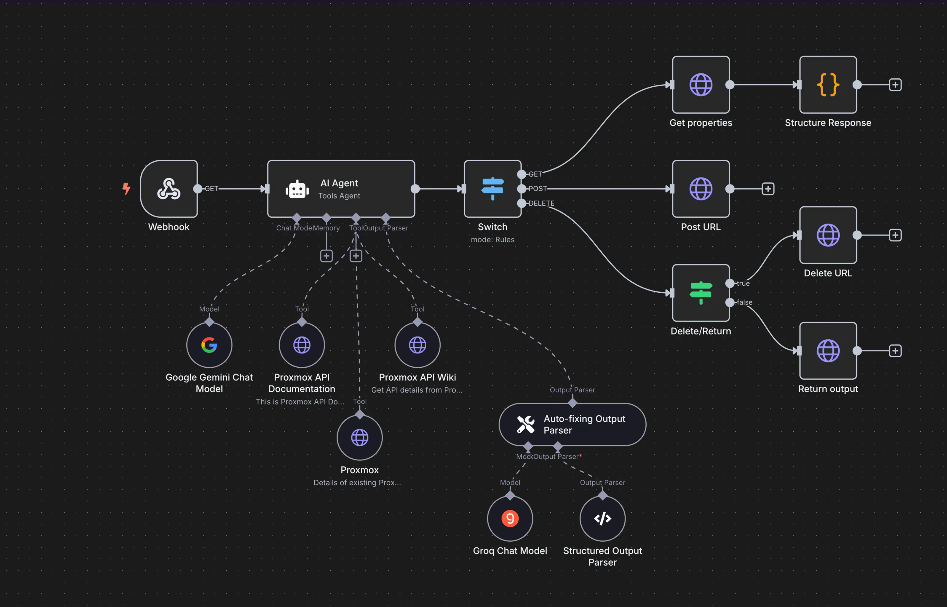 Get properties
Structure Response
GET
AI Agent
Tools Agent
GET
POST
DELETE
Webhook
Chat Model
Memory
Tool
Output Parser
Switch
mode: Rules
Post URL
Delete URL
true
false
Delete/Return
Model
Tool
Tool
Google Gemini Chat
Model
Proxmox API
Documentation
This is Proxmox API Do...
Proxmox API Wiki
Get API details from Pro...
Return output
Tool
Output Parser
Auto-fixing Output
Parser
Proxmox
Details of existing Prox...
Output Parser*
Model
Output Parser
Groq Chat Model
Structured Output
Parser